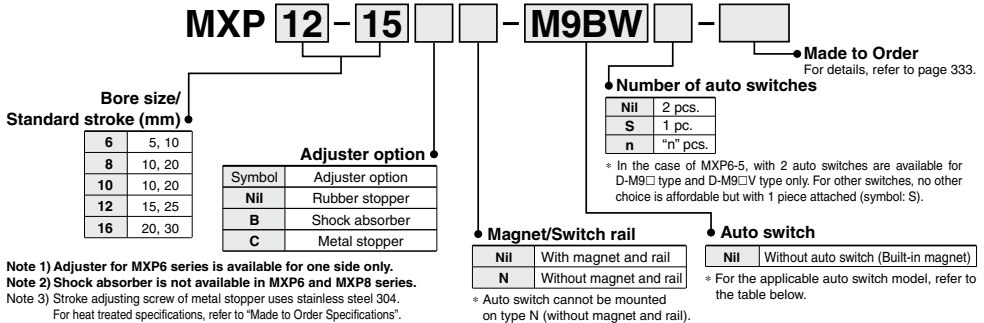 MXP 12 – 15 – M9BW –
Made to Order
For details, refer to page 333.
Number of auto switches
Nil 2 pcs.
S 1 pc.
n “n” pcs.
* In the case of MXP6-5, with 2 auto switches are available for
D-M9□ type and D-M9□V type only. For other switches, no other
choice is affordable but with 1 piece attached (symbol: S).
Bore size/
Standard stroke (mm)
6 5, 10
8 10, 20
10 10, 20
12 15, 25
16 20, 30
Adjuster option
Symbol Adjuster option
Nil Rubber stopper
B Shock absorber
C Metal stopper
Magnet/Switch rail
Nil With magnet and rail
N Without magnet and rail
* Auto switch cannot be mounted
on type N (without magnet and rail).
Auto switch
Nil Without auto switch (Built-in magnet)
* For the applicable auto switch model, refer to
the table below.
Note 1) Adjuster for MXP6 series is available for one side only.
Note 2) Shock absorber is not available in MXP6 and MXP8 series.
Note 3) Stroke adjusting screw of metal stopper uses stainless steel 304.
For heat treated specifications, refer to “Made to Order Specifications”.